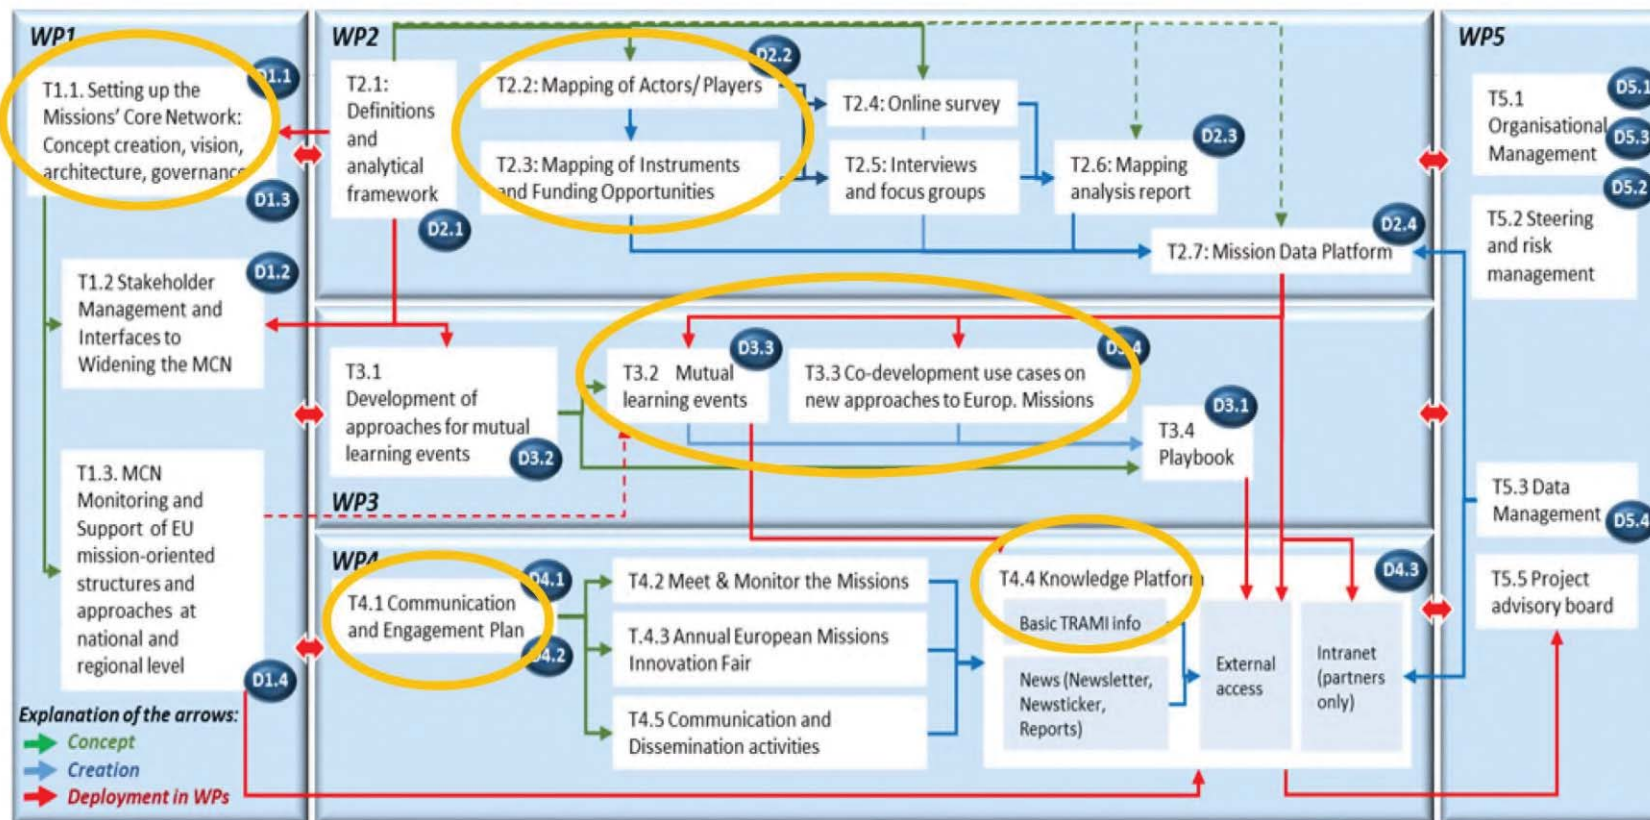 WP1
T1.1. Setting up the
Missions' Core Network:
Concept creation, vision,
architecture, governance
D1.1
D1.3
T1.2 Stakeholder
Management and
Interfaces to
Widening the MCN
D1.2
T1.3. MCN
Monitoring and
Support of EU
mission-oriented
structures and
approaches at
national and
regional level
D1.4
Explanation of the arrows:
Concept
Creation
Deployment in WPs
WP2
T2.1:
Definitions
and
analytical
framework
D2.1
T2.2: Mapping of Actors/ Players
D2.2
T2.3: Mapping of Instruments
and Funding Opportunities
T2.4: Online survey
T2.5: Interviews
and focus groups
T2.6: Mapping
analysis report
D2.3
T2.7: Mission Data Platform
D2.4
WP3
T3.1
Development of
approaches for mutual
learning events
D3.2
T3.2 Mutual
learning events
D3.3
T3.3 Co-development use cases on
new approaches to Europ. Missions
D3.4
T3.4
Playbook
D3.1
WP4
T4.1 Communication
and Engagement Plan
D4.1
D4.2
T4.2 Meet & Monitor the Missions
T.4.3 Annual European Missions
Innovation Fair
T4.5 Communication and
Dissemination activities
T4.4 Knowledge Platform
D4.3
Basic TRAMI info
News (Newsletter,
Newsticker,
Reports)
External
access
Intranet
(partners
only)
WP5
T5.1
Organisational
Management
D5.1
D5.3
T5.2 Steering
and risk
management
D5.2
T5.3 Data
Management
D5.4
T5.5 Project
advisory board